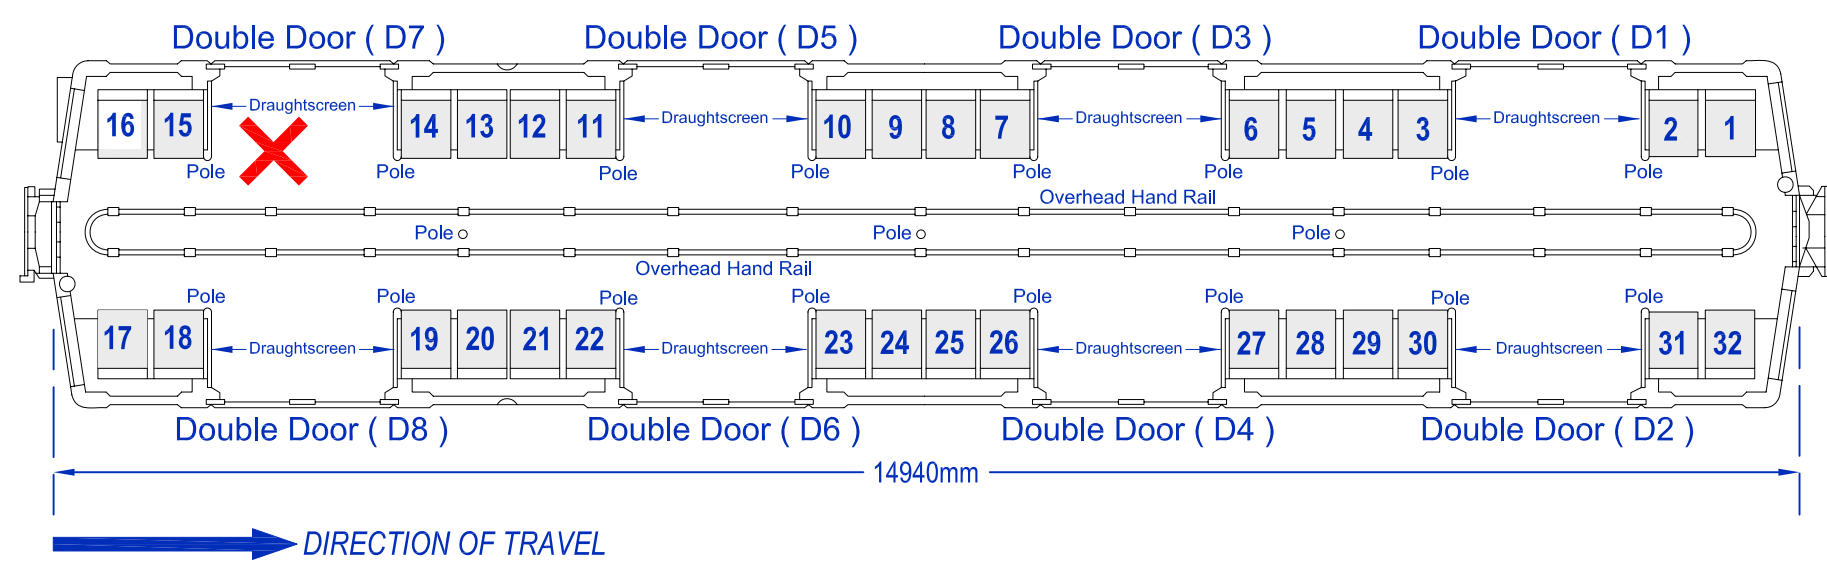 Double Door ( D7 ) Double Door ( D5 ) Double Door ( D3 ) Double Door ( D1 )
Draughtscreen Draughtscreen Draughtscreen Draughtscreen
16 15 14 13 12 11 10 9 8 7 6 5 4 3 2 1
Pole Pole Pole Pole Pole Pole Pole Pole
Overhead Hand Rail
Pole Pole Pole
Overhead Hand Rail
Pole Pole Pole Pole Pole Pole Pole Pole
17 18 19 20 21 22 23 24 25 26 27 28 29 30 31 32
Draughtscreen Draughtscreen Draughtscreen Draughtscreen
Double Door ( D8 ) Double Door ( D6 ) Double Door ( D4 ) Double Door ( D2 )
14940mm
DIRECTION OF TRAVEL